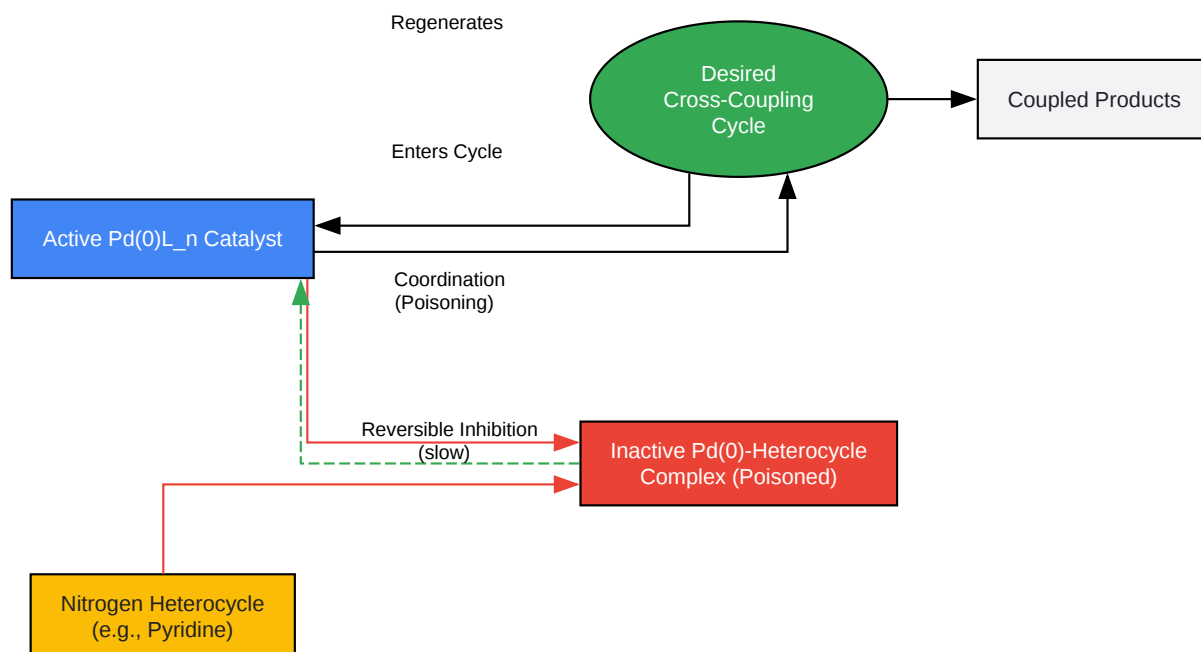 Regenerates
Desired
Cross-Coupling
Cycle
Coupled Products
Enters Cycle
Active Pd(0)L_n Catalyst
Coordination
(Poisoning)
Reversible Inhibition
(slow)
Inactive Pd(0)-Heterocycle
Complex (Poisoned)
Nitrogen Heterocycle
(e.g., Pyridine)